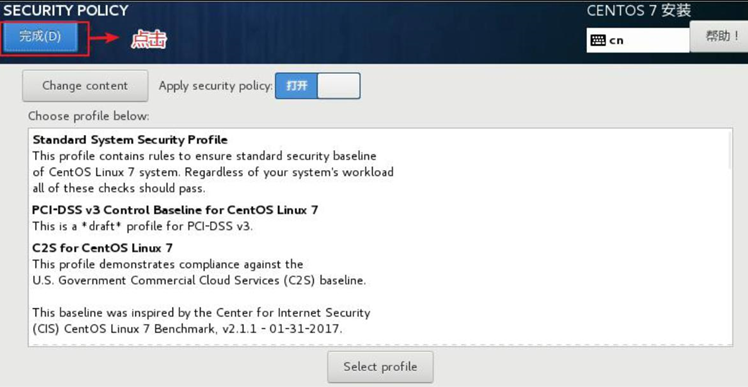 SECURITY POLICY
CENTOS 7 安装
完成(D)
点击
cn
帮助！
Change content
Apply security policy:
打开
Choose profile below:
Standard System Security Profile
This profile contains rules to ensure standard security baseline
of CentOS Linux 7 system. Regardless of your system's workload
all of these checks should pass.
PCI-DSS v3 Control Baseline for CentOS Linux 7
This is a *draft* profile for PCI-DSS v3.
C2S for CentOS Linux 7
This profile demonstrates compliance against the
U.S. Government Commercial Cloud Services (C2S) baseline.
This baseline was inspired by the Center for Internet Security
(CIS) CentOS Linux 7 Benchmark, v2.1.1 - 01-31-2017.
Select profile